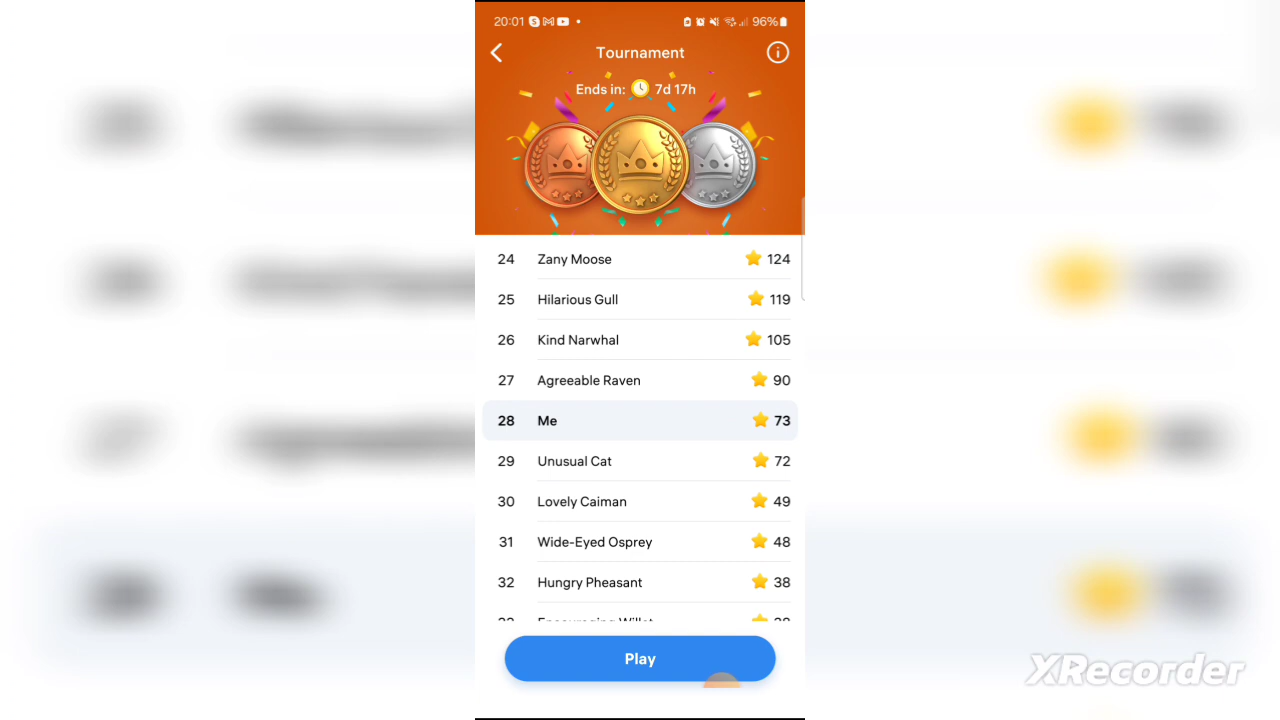 20:01 96%
Tournament
Ends in: 7d 17h
24 Zany Moose 124
25 Hilarious Gull 119
26 Kind Narwhal 105
27 Agreeable Raven 90
28 Me 73
29 Unusual Cat 72
30 Lovely Caiman 49
31 Wide-Eyed Osprey 48
32 Hungry Pheasant 38
Play
XRecorder